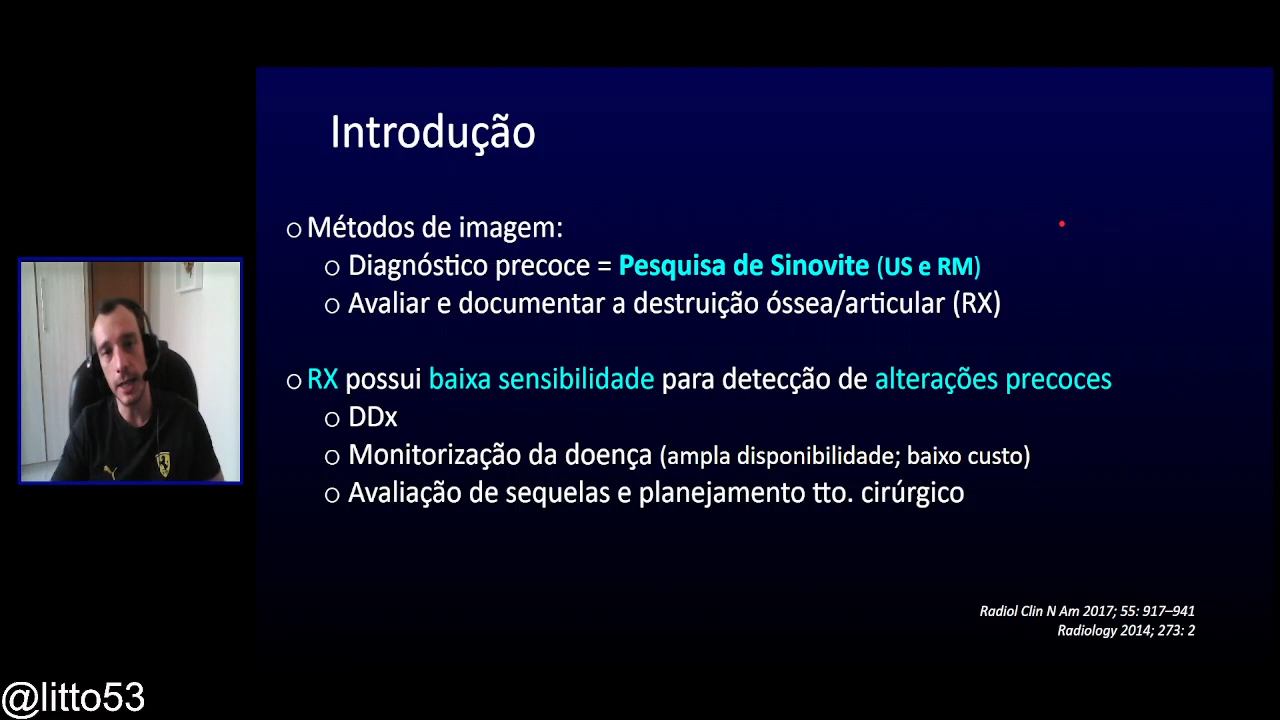 Introdução
o Métodos de imagem:
o Diagnóstico precoce = Pesquisa de Sinovite (US e RM)
o Avaliar e documentar a destruição óssea/articular (RX)
o RX possui baixa sensibilidade para detecção de alterações precoces
o DDx
o Monitorização da doença (ampla disponibilidade; baixo custo)
o Avaliação de sequelas e planejamento tto. cirúrgico
Radiol Clin N Am 2017; 55: 917–941
Radiology 2014; 273: 2
@litto53